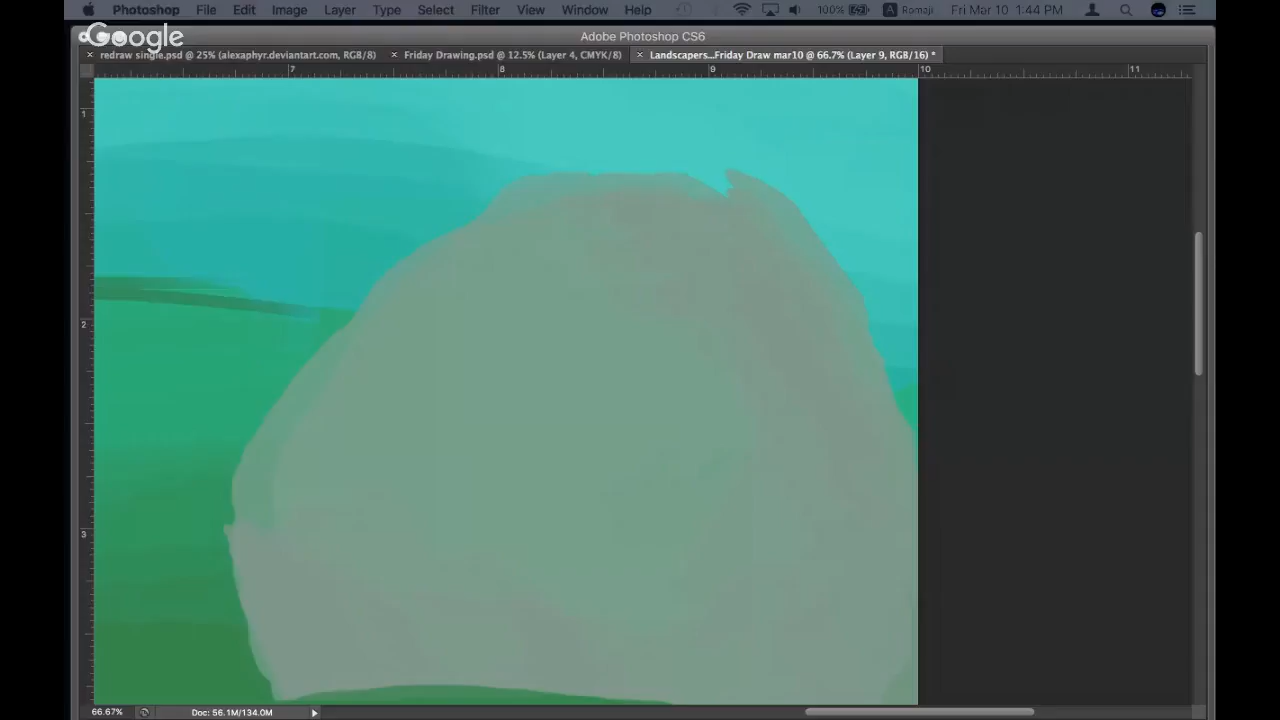 Photoshop File Edit Image Layer Type Select Filter View Window Help 100% A Romaji Fri Mar 10 1:44 PM
Google
Adobe Photoshop CS6
redraw single.psd @ 25% (alexaphyr.deviantart.com, RGB/8) Friday Drawing.psd @ 12.5% (Layer 4, CMYK/8) Landscapers...Friday Draw mar10 @ 66.7% (Layer 9, RGB/16) *
7 8 9 10 11
1
2
3
66.67% Doc: 56.1M/134.0M